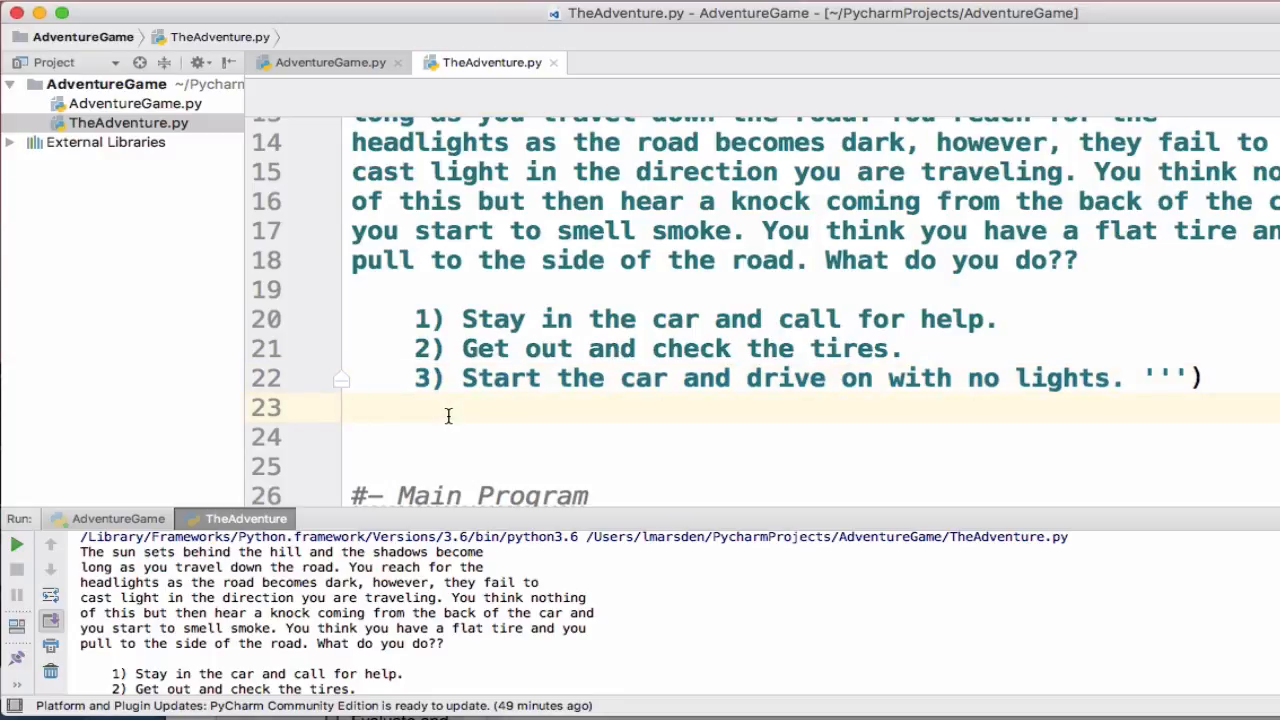 TheAdventure.py - AdventureGame - [~/PycharmProjects/AdventureGame]
AdventureGame TheAdventure.py
Project
AdventureGame.py TheAdventure.py
AdventureGame ~/Pycharm
AdventureGame.py
TheAdventure.py
External Libraries
long as you travel down the road. You reach for the
14 headlights as the road becomes dark, however, they fail to
15 cast light in the direction you are traveling. You think no
16 of this but then hear a knock coming from the back of the c
17 you start to smell smoke. You think you have a flat tire an
18 pull to the side of the road. What do you do??
19
20 1) Stay in the car and call for help.
21 2) Get out and check the tires.
22 3) Start the car and drive on with no lights. ''')
23
24
25
26 #- Main Program
Run: AdventureGame TheAdventure
/Library/Frameworks/Python.framework/Versions/3.6/bin/python3.6 /Users/lmarsden/PycharmProjects/AdventureGame/TheAdventure.py
The sun sets behind the hill and the shadows become
long as you travel down the road. You reach for the
headlights as the road becomes dark, however, they fail to
cast light in the direction you are traveling. You think nothing
of this but then hear a knock coming from the back of the car and
you start to smell smoke. You think you have a flat tire and you
pull to the side of the road. What do you do??
1) Stay in the car and call for help.
2) Get out and check the tires.
Platform and Plugin Updates: PyCharm Community Edition is ready to update. (49 minutes ago)